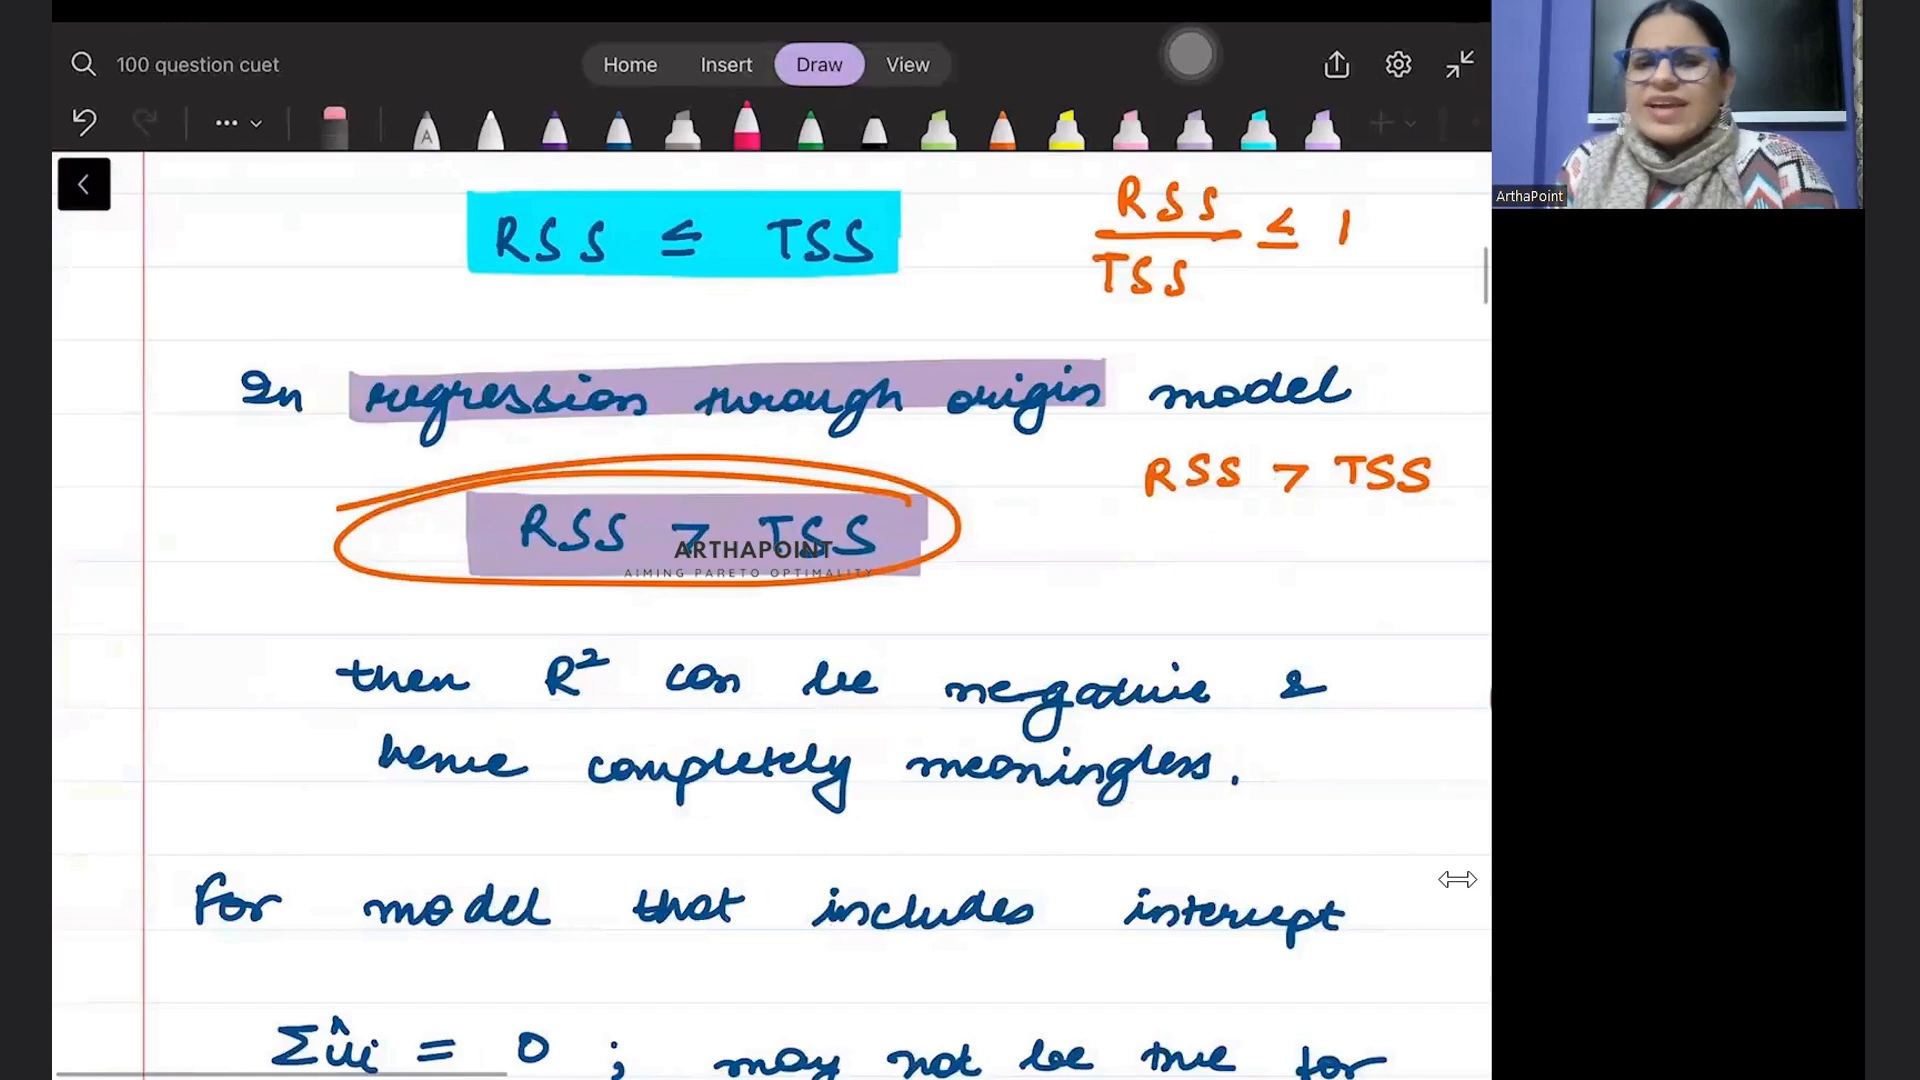 100 question cuet
Home Insert Draw View
A
ArthaPoint
RSS ≤ TSS
RSS/TSS ≤ 1
In regression through origin model
RSS > TSS
RSS > TSS
ARTHAPOINT
AIMING PARETO OPTIMALITY
then R² can be negative &
hence completely meaningless.
For model that includes intercept
Σûi = 0 ; may not be true for